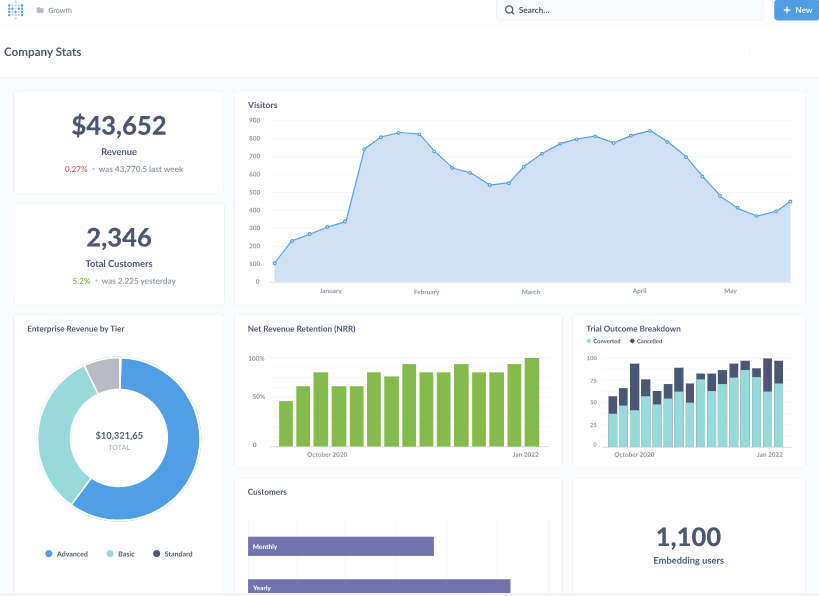 Growth
Search...
+ New
Company Stats
$43,652
Revenue
0.27% • was 43,770.5 last week
2,346
Total Customers
5.2% • was 2.225 yesterday
Visitors
900
800
700
600
500
400
300
200
100
0
January February March April May
Enterprise Revenue by Tier
$10,321,65
TOTAL
Advanced Basic Standard
Net Revenue Retention (NRR)
100%
50%
0
October 2020 Jan 2022
Trial Outcome Breakdown
Converted Cancelled
100
75
50
25
0
October 2020 Jan 2022
Customers
Monthly
Yearly
1,100
Embedding users